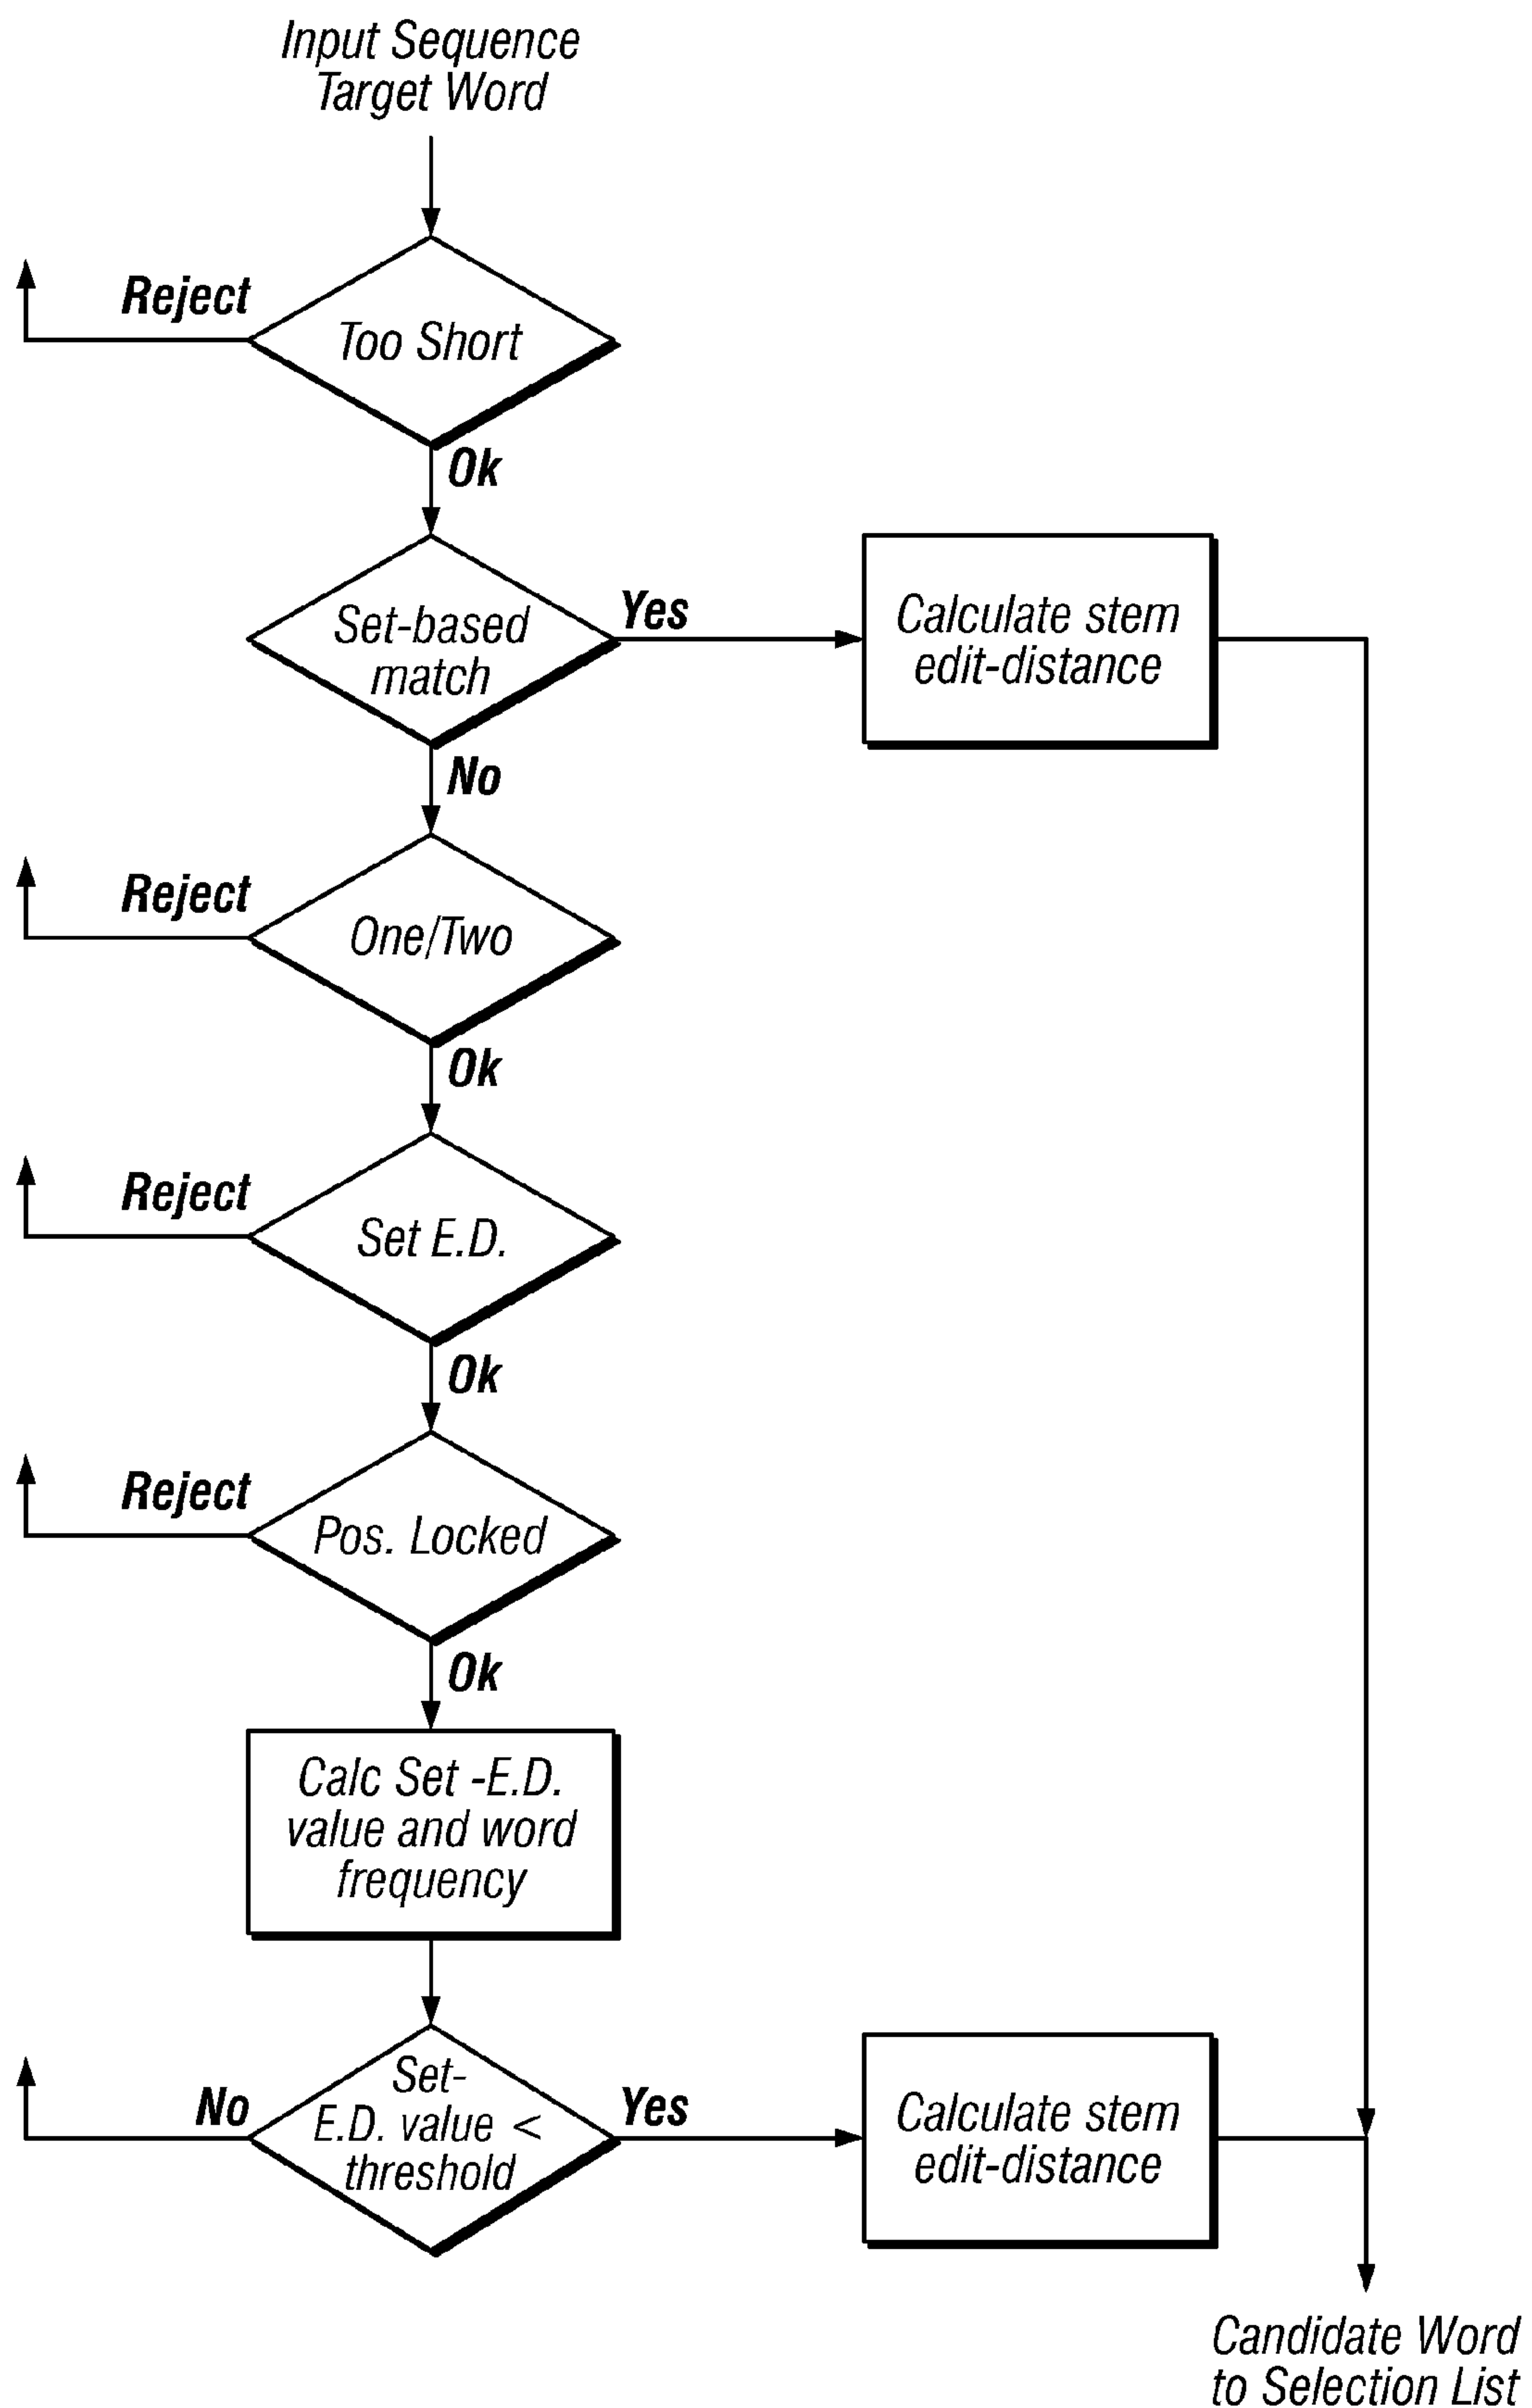 Input Sequence
Target Word
Reject
Too Short
Ok
Set-based
match
Yes
Calculate stem
edit-distance
No
Reject
One/Two
Ok
Reject
Set E.D.
Ok
Reject
Pos. Locked
Ok
Calc Set -E.D.
value and word
frequency
No
Set-
E.D. value <
threshold
Yes
Calculate stem
edit-distance
Candidate Word
to Selection List